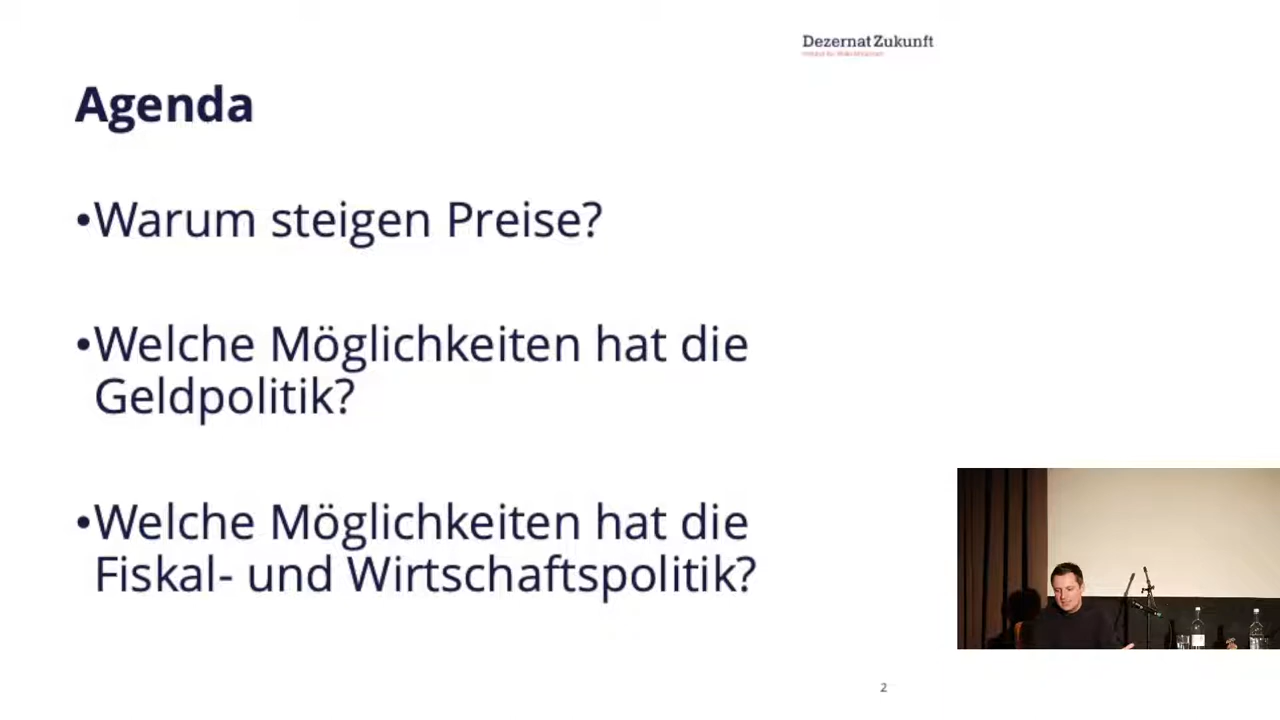 Dezernat Zukunft
Agenda
•Warum steigen Preise?
•Welche Möglichkeiten hat die
Geldpolitik?
•Welche Möglichkeiten hat die
Fiskal- und Wirtschaftspolitik?
2